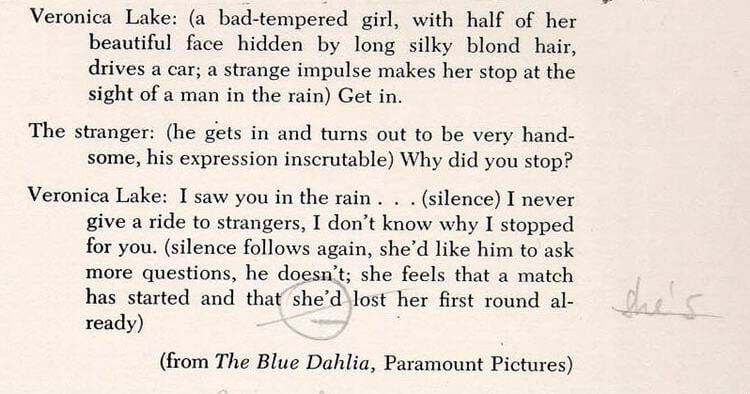 Veronica Lake: (a bad-tempered girl, with half of her
beautiful face hidden by long silky blond hair,
drives a car; a strange impulse makes her stop at the
sight of a man in the rain) Get in.
The stranger: (he gets in and turns out to be very hand-
some, his expression inscrutable) Why did you stop?
Veronica Lake: I saw you in the rain . . . (silence) I never
give a ride to strangers, I don't know why I stopped
for you. (silence follows again, she'd like him to ask
more questions, he doesn't; she feels that a match
has started and that she'd lost her first round al-
she's
ready)
(from The Blue Dahlia, Paramount Pictures)